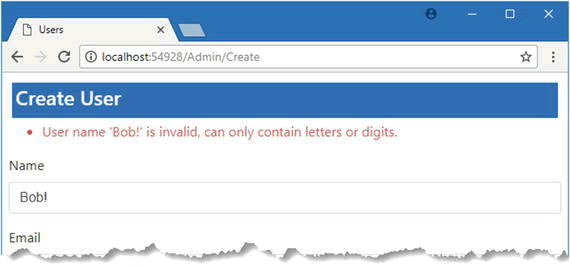 Users
localhost:54928/Admin/Create
Create User
• User name 'Bob!' is invalid, can only contain letters or digits.
Name
Bob!
Email